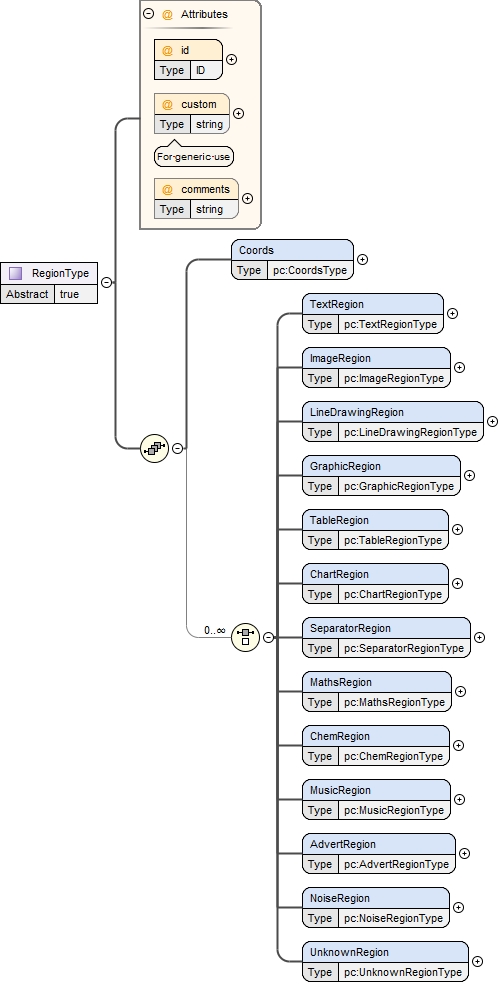 @ Attributes
@ id
Type ID
@ custom
Type string
For generic use
@ comments
Type string
RegionType
Abstract true
Coords
Type pc:CoordsType
TextRegion
Type pc:TextRegionType
ImageRegion
Type pc:ImageRegionType
LineDrawingRegion
Type pc:LineDrawingRegionType
GraphicRegion
Type pc:GraphicRegionType
TableRegion
Type pc:TableRegionType
ChartRegion
Type pc:ChartRegionType
0..∞
SeparatorRegion
Type pc:SeparatorRegionType
MathsRegion
Type pc:MathsRegionType
ChemRegion
Type pc:ChemRegionType
MusicRegion
Type pc:MusicRegionType
AdvertRegion
Type pc:AdvertRegionType
NoiseRegion
Type pc:NoiseRegionType
UnknownRegion
Type pc:UnknownRegionType